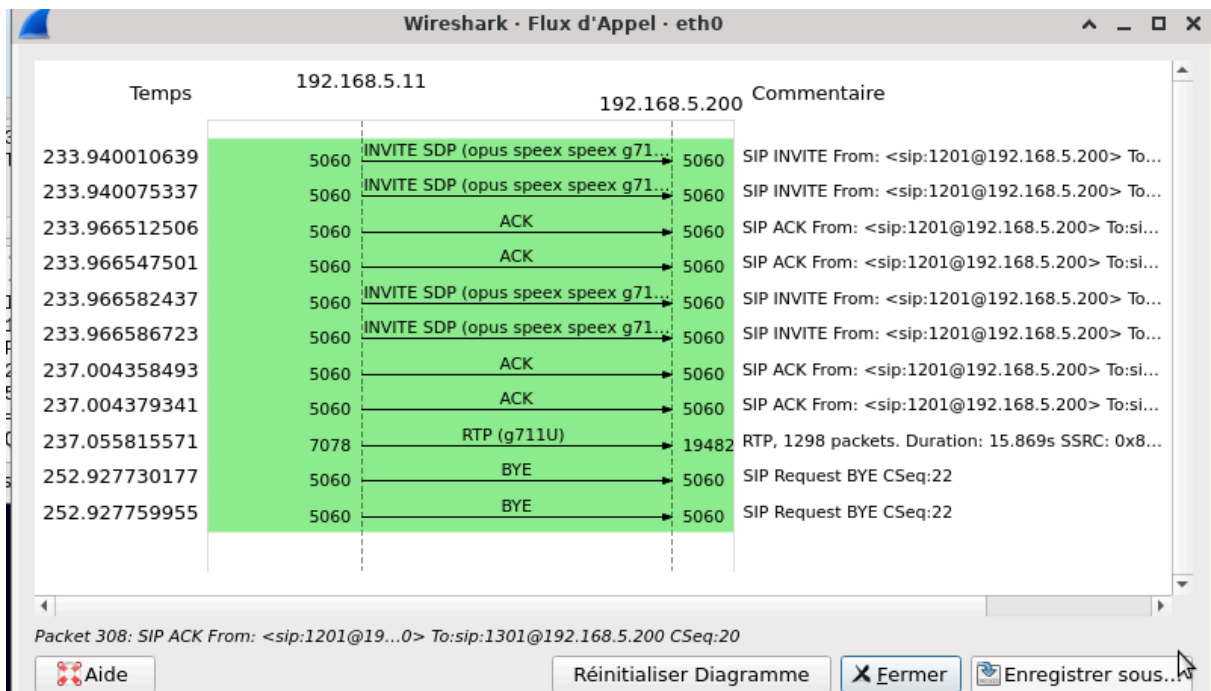 Wireshark · Flux d'Appel · eth0
192.168.5.11
Temps
192.168.5.200
Commentaire
233.940010639 5060 INVITE SDP (opus speex speex g71... 5060 SIP INVITE From: <sip:1201@192.168.5.200> To...
233.940075337 5060 INVITE SDP (opus speex speex g71... 5060 SIP INVITE From: <sip:1201@192.168.5.200> To...
233.966512506 5060 ACK 5060 SIP ACK From: <sip:1201@192.168.5.200> To:si...
233.966547501 5060 ACK 5060 SIP ACK From: <sip:1201@192.168.5.200> To:si...
233.966582437 5060 INVITE SDP (opus speex speex g71... 5060 SIP INVITE From: <sip:1201@192.168.5.200> To...
233.966586723 5060 INVITE SDP (opus speex speex g71... 5060 SIP INVITE From: <sip:1201@192.168.5.200> To...
237.004358493 5060 ACK 5060 SIP ACK From: <sip:1201@192.168.5.200> To:si...
237.004379341 5060 ACK 5060 SIP ACK From: <sip:1201@192.168.5.200> To:si...
237.055815571 7078 RTP (g711U) 19482 RTP, 1298 packets. Duration: 15.869s SSRC: 0x8...
252.927730177 5060 BYE 5060 SIP Request BYE CSeq:22
252.927759955 5060 BYE 5060 SIP Request BYE CSeq:22
Packet 308: SIP ACK From: <sip:1201@19...0> To:sip:1301@192.168.5.200 CSeq:20
Aide
Réinitialiser Diagramme
Fermer
Enregistrer sous...